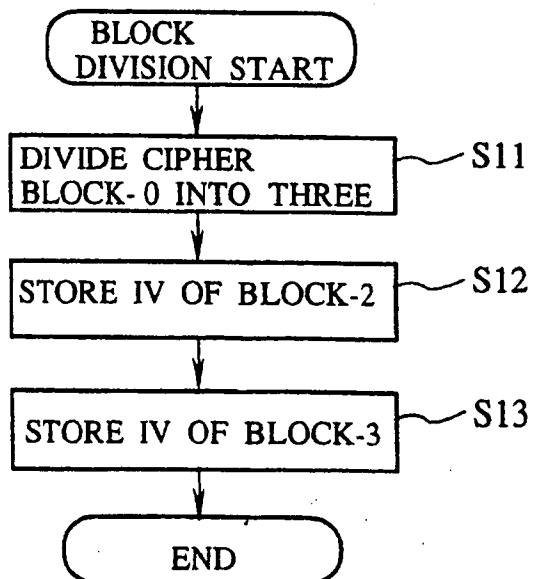 BLOCK
DIVISION START
DIVIDE CIPHER
BLOCK-0 INTO THREE
S11
STORE IV OF BLOCK-2
S12
STORE IV OF BLOCK-3
S13
END